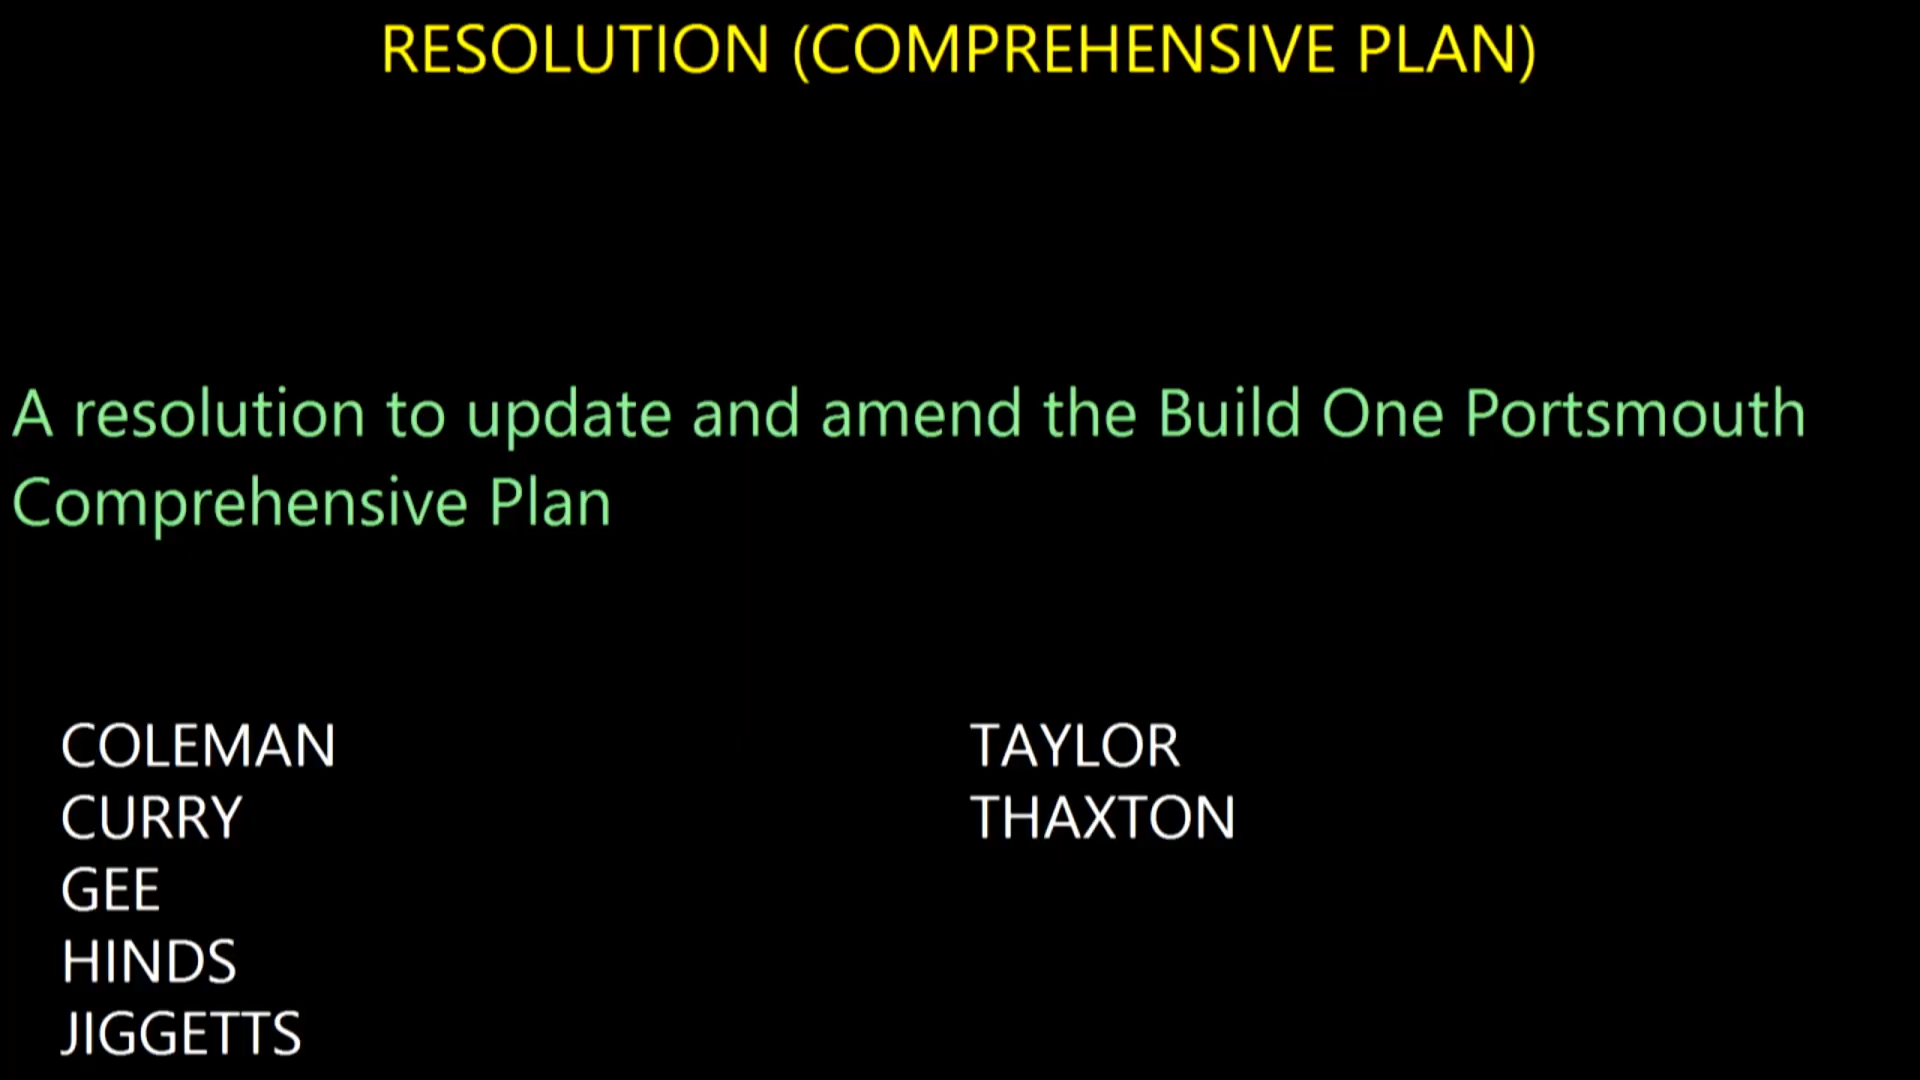 RESOLUTION (COMPREHENSIVE PLAN)
A resolution to update and amend the Build One Portsmouth
Comprehensive Plan
COLEMAN
CURRY
GEE
HINDS
JIGGETTS
TAYLOR
THAXTON